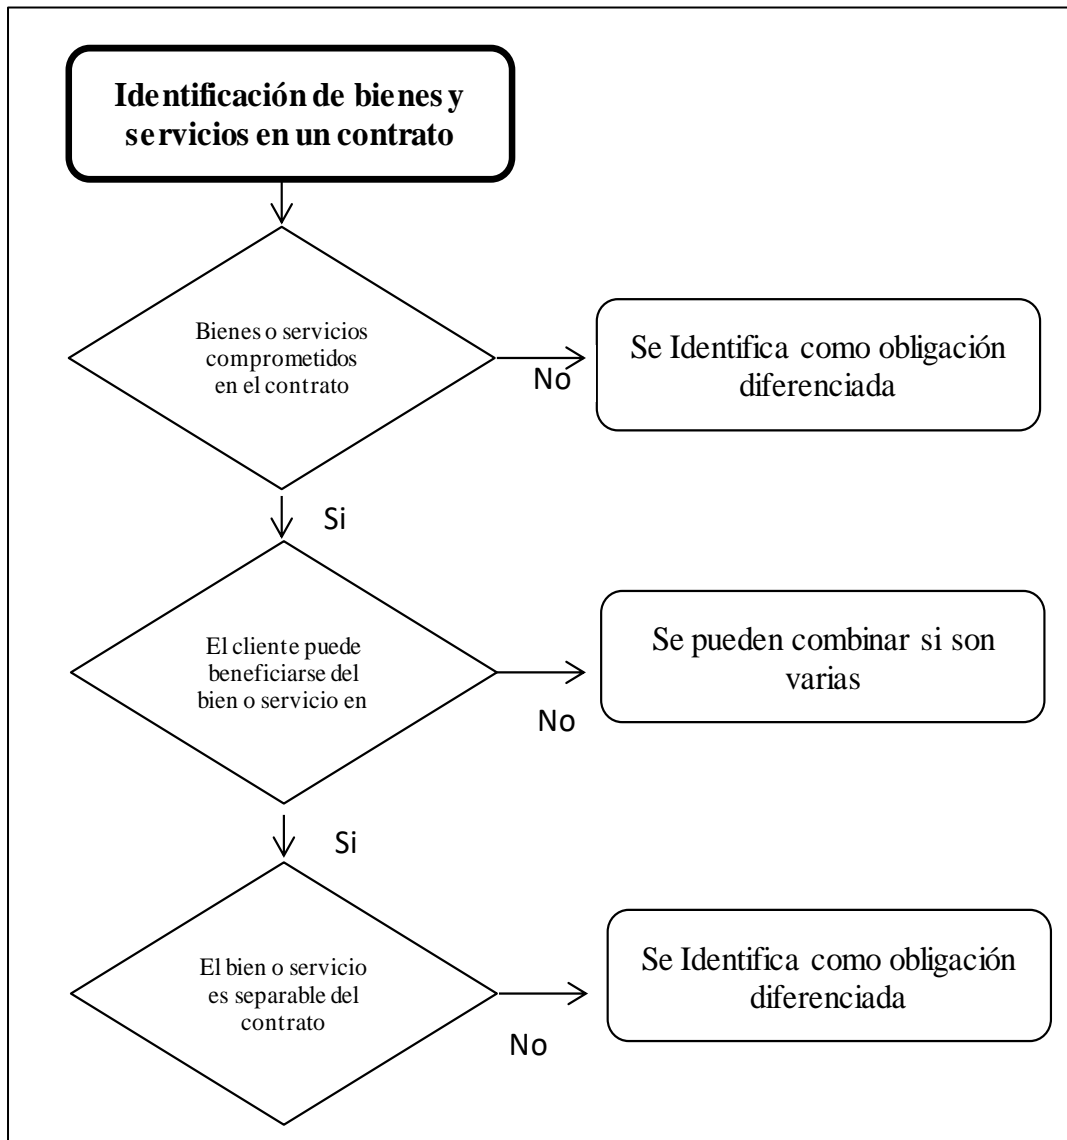 Identificación de bienes y
servicios en un contrato
Bienes o servicios
comprometidos
en el contrato
No
Se Identifica como obligación
diferenciada
Si
El cliente puede
beneficiarse del
bien o servicio en
No
Se pueden combinar si son
varias
Si
El bien o servicio
es separable del
contrato
No
Se Identifica como obligación
diferenciada